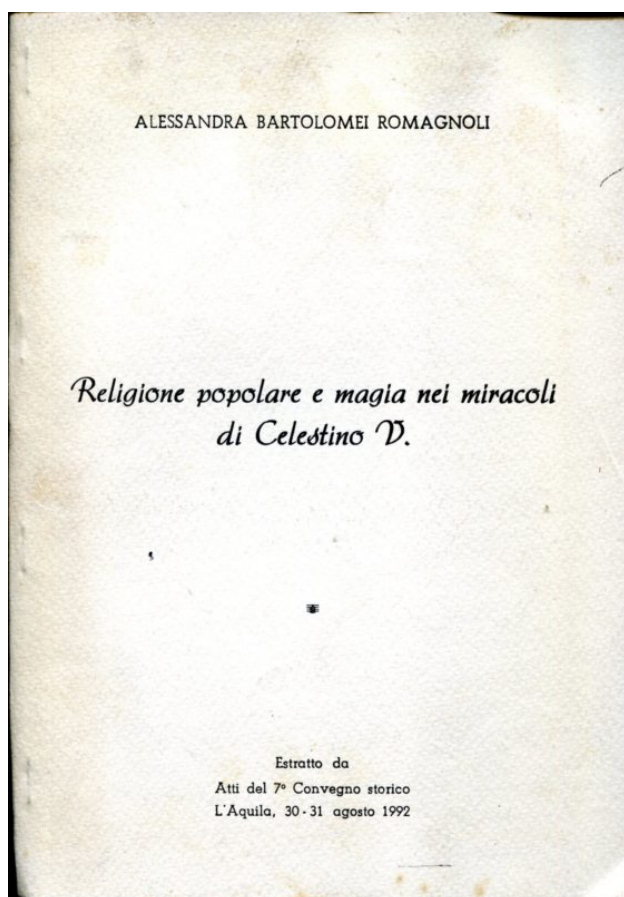 ALESSANDRA BARTOLOMEI ROMAGNOLI
Religione popolare e magia nei miracoli
di Celestino V.
Estratto da
Atti del 7º Convegno storico
L'Aquila, 30-31 agosto 1992